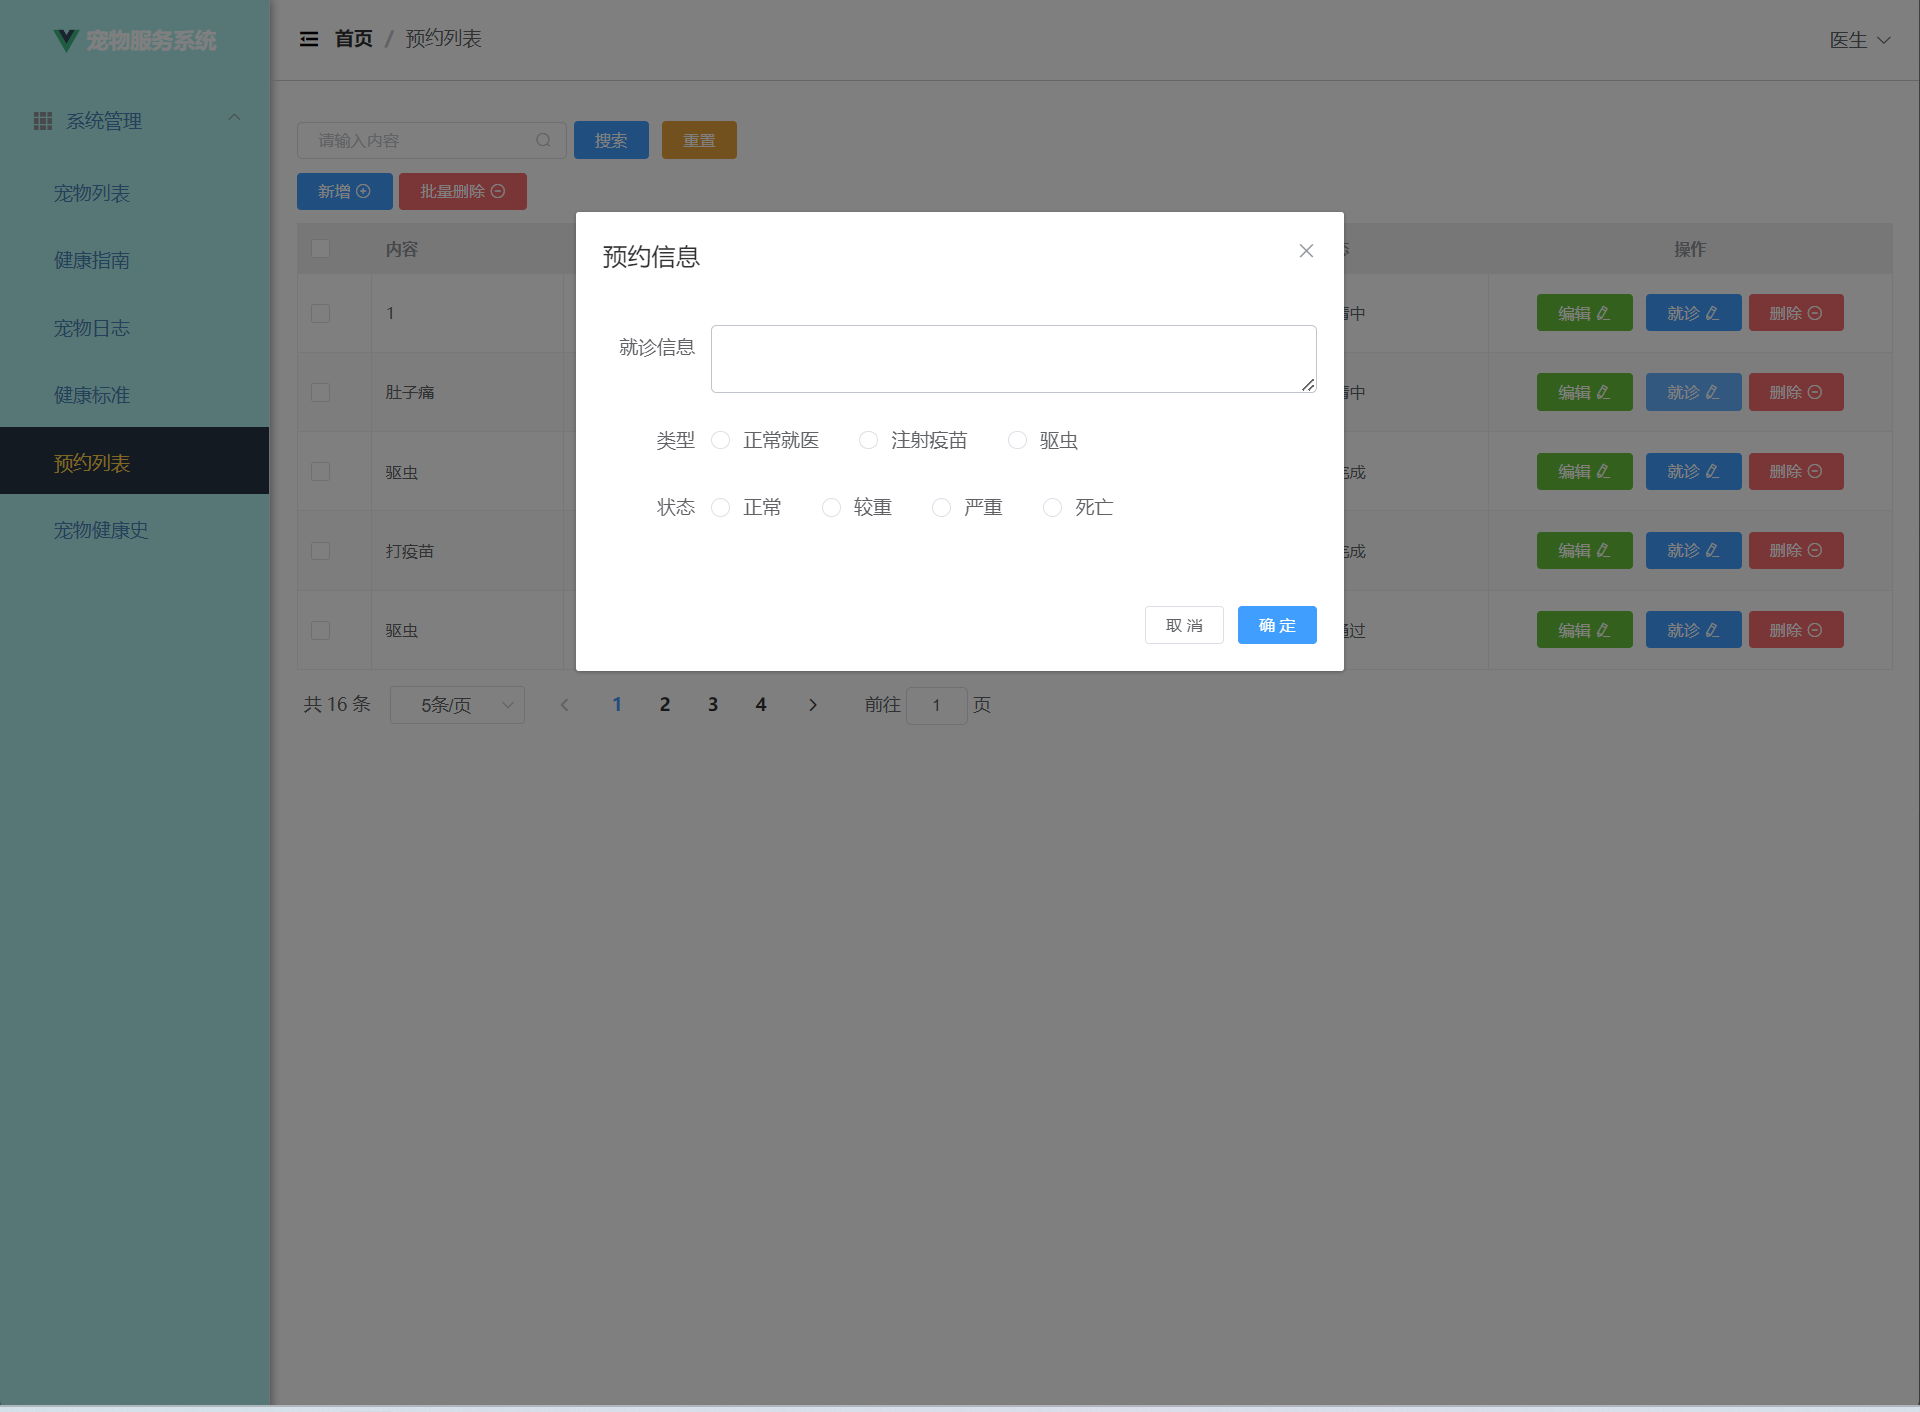 宠物服务系统
首页 / 预约列表
医生
系统管理
宠物列表
健康指南
宠物日志
健康标准
预约列表
宠物健康史
请输入内容 搜索 重置
新增 批量删除
内容 操作
1 编辑 就诊 删除
肚子痛 编辑 就诊 删除
驱虫 编辑 就诊 删除
打疫苗 编辑 就诊 删除
驱虫 编辑 就诊 删除
预约信息
就诊信息
类型 正常就医 注射疫苗 驱虫
状态 正常 较重 严重 死亡
取 消 确 定
共 16 条 5条/页 1 2 3 4 前往 1 页